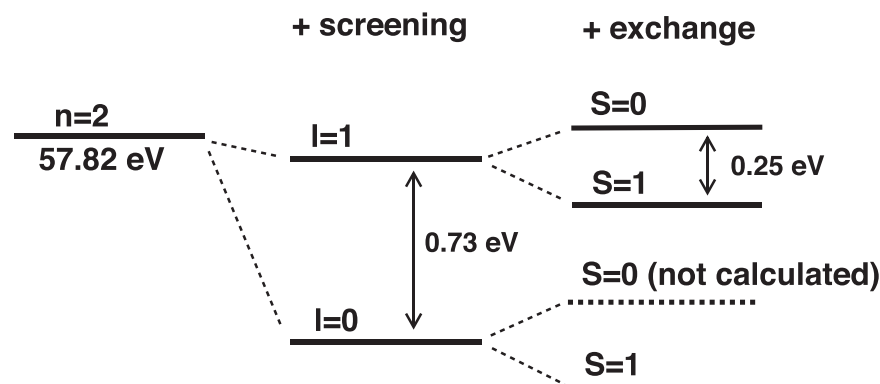 + screening
+ exchange
n=2
57.82 eV
l=1
0.73 eV
l=0
S=0
0.25 eV
S=1
S=0 (not calculated)
S=1